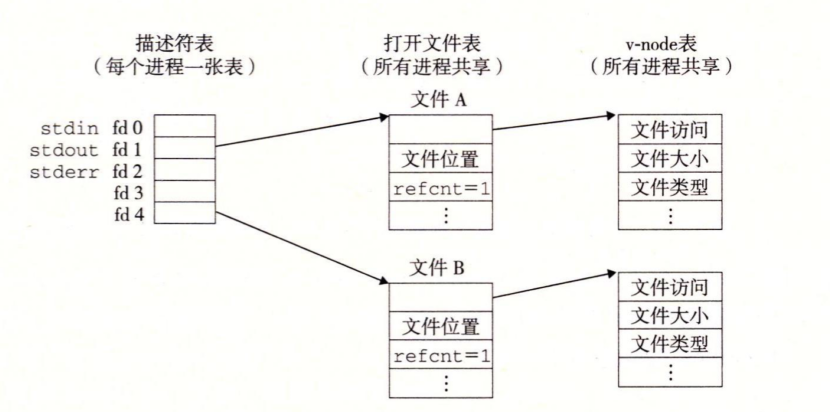 描述符表
（每个进程一张表）
打开文件表
（所有进程共享）
v-node表
（所有进程共享）
stdin fd 0
stdout fd 1
stderr fd 2
fd 3
fd 4
文件 A
文件位置
refcnt=1
⋮
文件访问
文件大小
文件类型
⋮
文件 B
文件位置
refcnt=1
⋮
文件访问
文件大小
文件类型
⋮